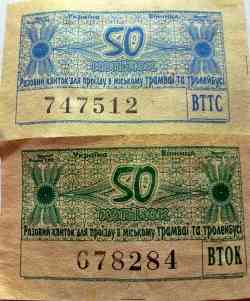 Україна Вінниця
50
КОПІЙОК
Разовий квиток для проїзду в міському трамваї та тролейбусі
747512 ВТТС
Україна Вінниця
50
КОПІЙОК
Разовий квиток для проїзду в міському трамваї та тролейбусі
678284 ВТОК